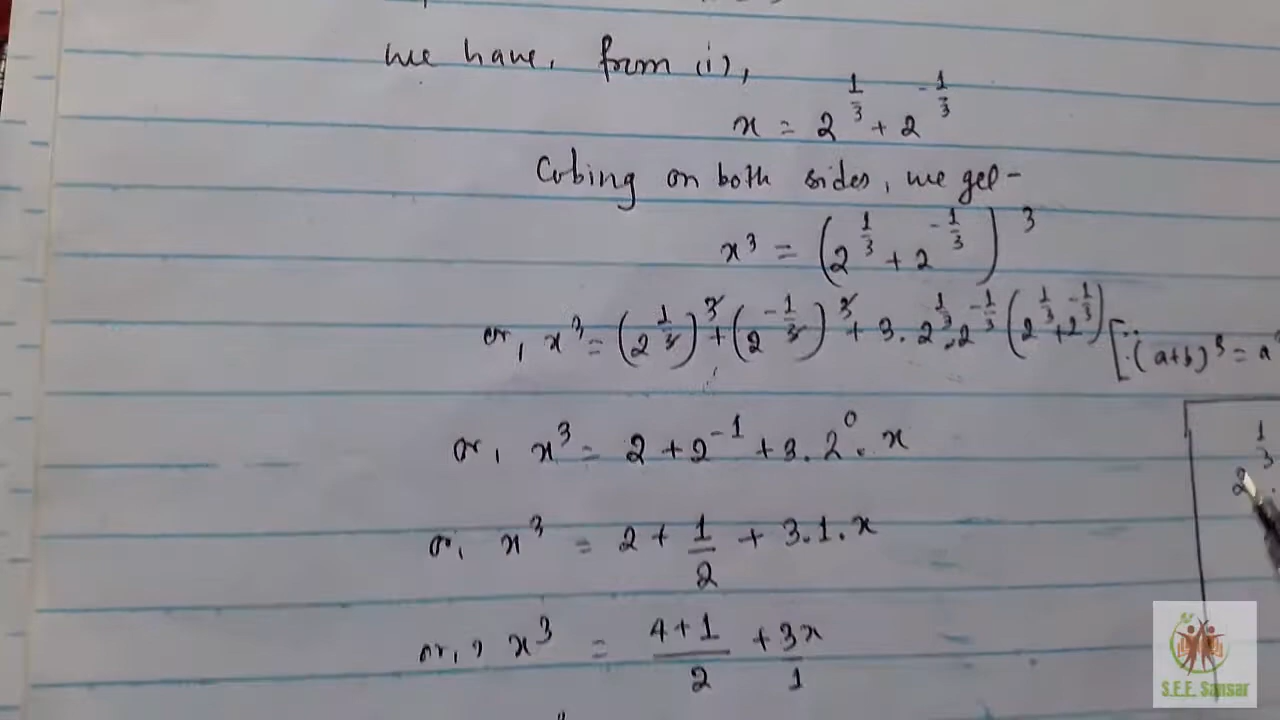 we have, from (i),
x = 2^{1/3} + 2^{-1/3}
Cubing on both sides, we get
x³ = (2^{1/3} + 2^{-1/3})³
or, x³ = (2^{1/3})³ + (2^{-1/3})³ + 3. 2^{1/3}. 2^{-1/3} (2^{1/3} + 2^{-1/3}) [∵ (a+b)³ = a
or, x³ = 2 + 2^{-1} + 3. 2⁰. x
or, x³ = 2 + 1/2 + 3.1. x
or, x³ = (4+1)/2 + 3x/1
2^{1/3} .
S.E.E. Sansar